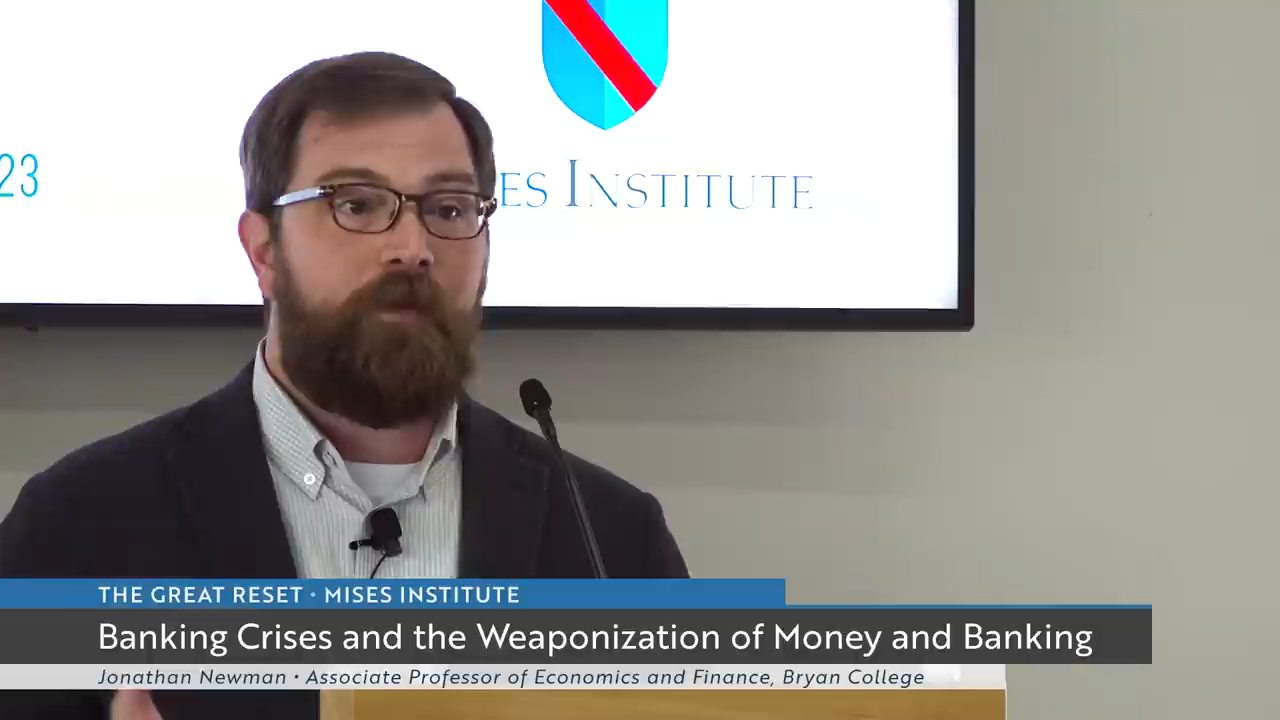 23
ES INSTITUTE
THE GREAT RESET · MISES INSTITUTE
Banking Crises and the Weaponization of Money and Banking
Jonathan Newman · Associate Professor of Economics and Finance, Bryan College